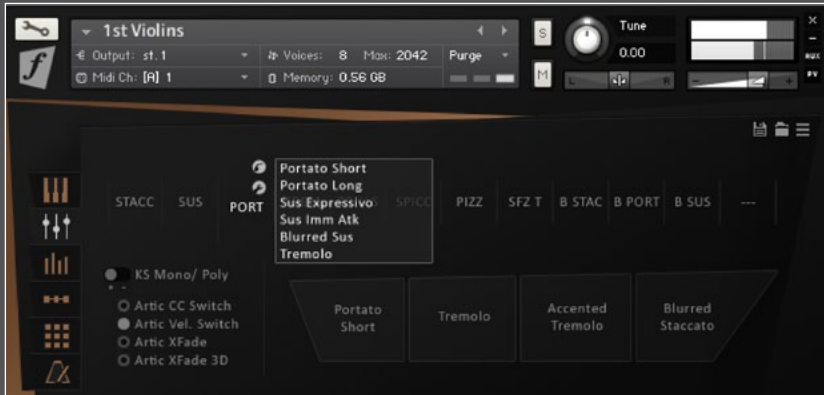 1st Violins
Output: st.1
Voices: 8 Max: 2042
Purge
Midi Ch: [A] 1
Memory: 0.56 GB
S
M
Tune
0.00
L R
AUX
PV
STACC SUS PORT SPICC PIZZ SFZ T B STAC B PORT B SUS ---
Portato Short
Portato Long
Sus Expressivo
Sus Imm Atk
Blurred Sus
Tremolo
KS Mono/ Poly
Artic CC Switch
Artic Vel. Switch
Artic XFade
Artic XFade 3D
Portato
Short
Tremolo
Accented
Tremolo
Blurred
Staccato